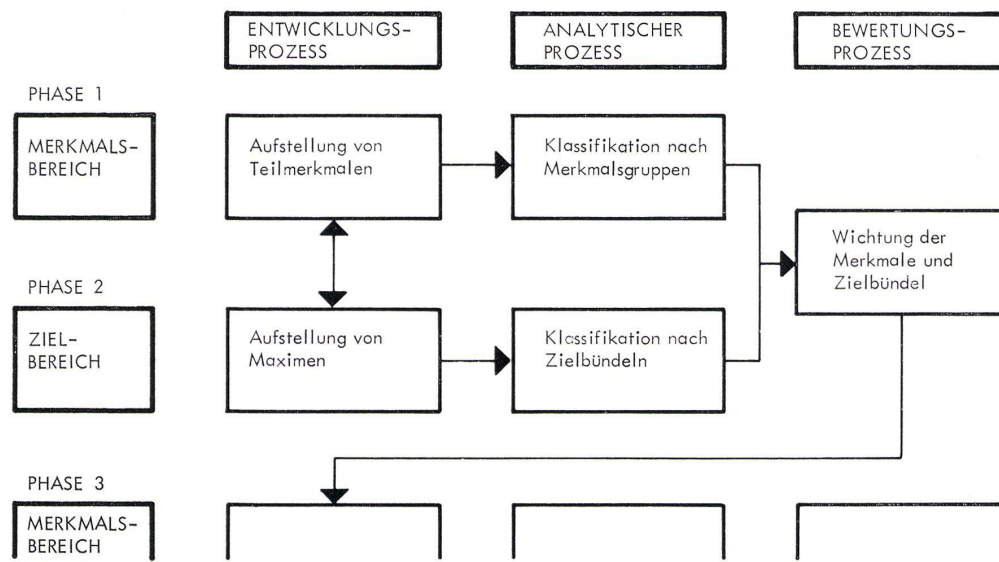 ENTWICKLUNGS-
PROZESS
ANALYTISCHER
PROZESS
BEWERTUNGS-
PROZESS
PHASE 1
MERKMALS-
BEREICH
Aufstellung von
Teilmerkmalen
Klassifikation nach
Merkmalsgruppen
Wichtung der
Merkmale und
Zielbündel
PHASE 2
ZIEL-
BEREICH
Aufstellung von
Maximen
Klassifikation nach
Zielbündeln
PHASE 3
MERKMALS-
BEREICH